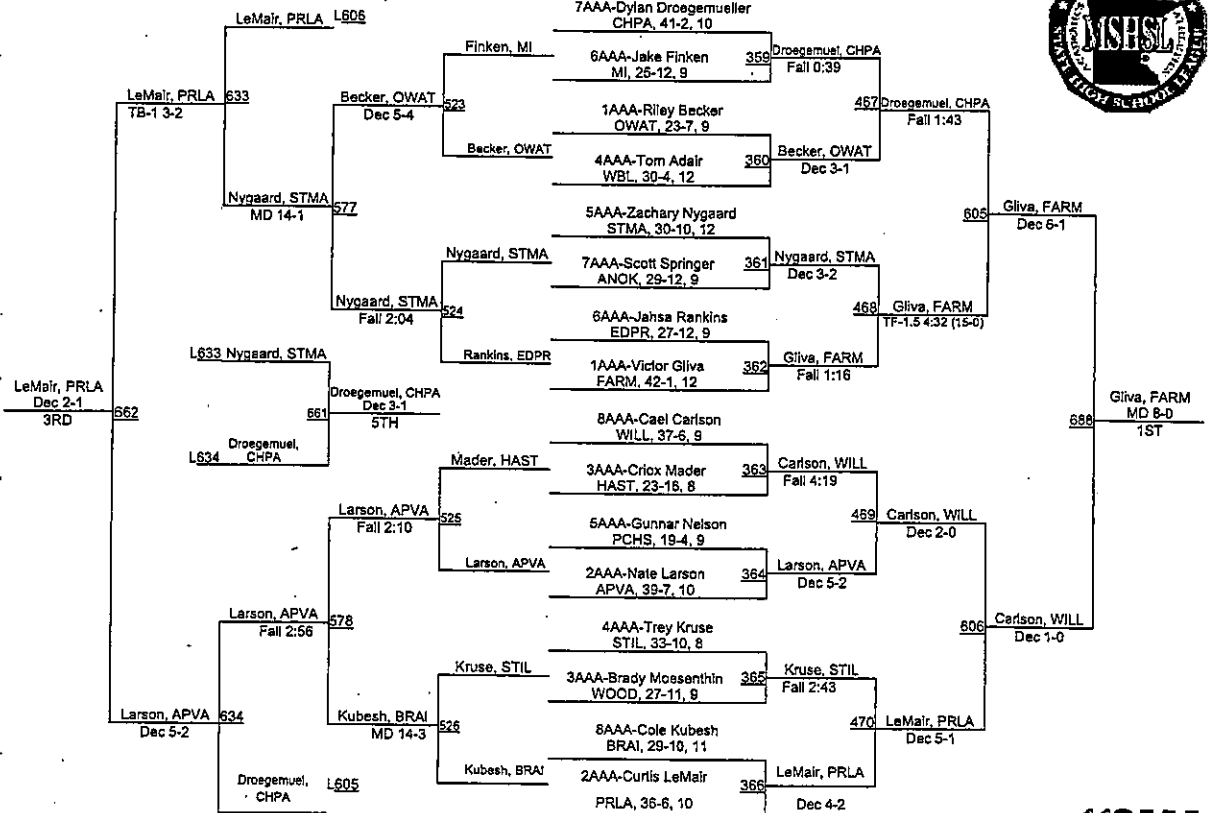 LeMair, PRLA L606
LeMair, PRLA 633
TB-1 3-2
Nygaard, STMA 577
MD 14-1
Becker, OWAT 523
Dec 5-4
Finken, MI
Becker, OWAT
Nygaard, STMA 524
Fall 2:04
Nygaard, STMA
Rankins, EDPR
7AAA-Dylan Droegemueller
CHPA, 41-2, 10
6AAA-Jake Finken 359
MI, 25-12, 9
Droegemuel, CHPA
Fall 0:39
1AAA-Riley Becker
OWAT, 23-7, 9
4AAA-Tom Adair 360
WBL, 30-4, 12
Becker, OWAT
Dec 3-1
467 Droegemuel, CHPA
Fall 1:43
5AAA-Zachary Nygaard
STMA, 30-10, 12
7AAA-Scott Springer 361
ANOK, 29-12, 9
Nygaard, STMA
Dec 3-2
6AAA-Jahsa Rankins
EDPR, 27-12, 9
1AAA-Victor Gliva 362
FARM, 42-1, 12
Gliva, FARM
Fall 1:16
468 Gliva, FARM
TF-1.5 4:32 (15-0)
605 Gliva, FARM
Dec 6-1
MSHSL
STATE HIGH SCHOOL LEAGUE
L633 Nygaard, STMA
661 Droegemuel, CHPA
Dec 3-1
5TH
L634 Droegemuel,
CHPA
LeMair, PRLA
Dec 2-1 662
3RD
8AAA-Cael Carlson
WILL, 37-6, 9
3AAA-Criox Mader 363
HAST, 23-16, 8
Carlson, WILL
Fall 4:19
5AAA-Gunnar Nelson
PCHS, 19-4, 9
2AAA-Nate Larson 364
APVA, 39-7, 10
Larson, APVA
Dec 5-2
469 Carlson, WILL
Dec 2-0
Mader, HAST
Larson, APVA 525
Fall 2:10
Larson, APVA
Larson, APVA 578
Fall 2:56
Kubesh, BRAI 526
MD 14-3
Kruse, STIL
Kubesh, BRAI
4AAA-Trey Kruse
STIL, 33-10, 8
3AAA-Brady Moesenthin 365
WOOD, 27-11, 9
Kruse, STIL
Fall 2:43
8AAA-Cole Kubesh
BRAI, 29-10, 11
2AAA-Curtis LeMair 366
PRLA, 36-6, 10
LeMair, PRLA
Dec 4-2
470 LeMair, PRLA
Dec 5-1
606 Carlson, WILL
Dec 1-0
688 Gliva, FARM
MD 8-0
1ST
Larson, APVA 634
Dec 5-2
Droegemuel, L605
CHPA